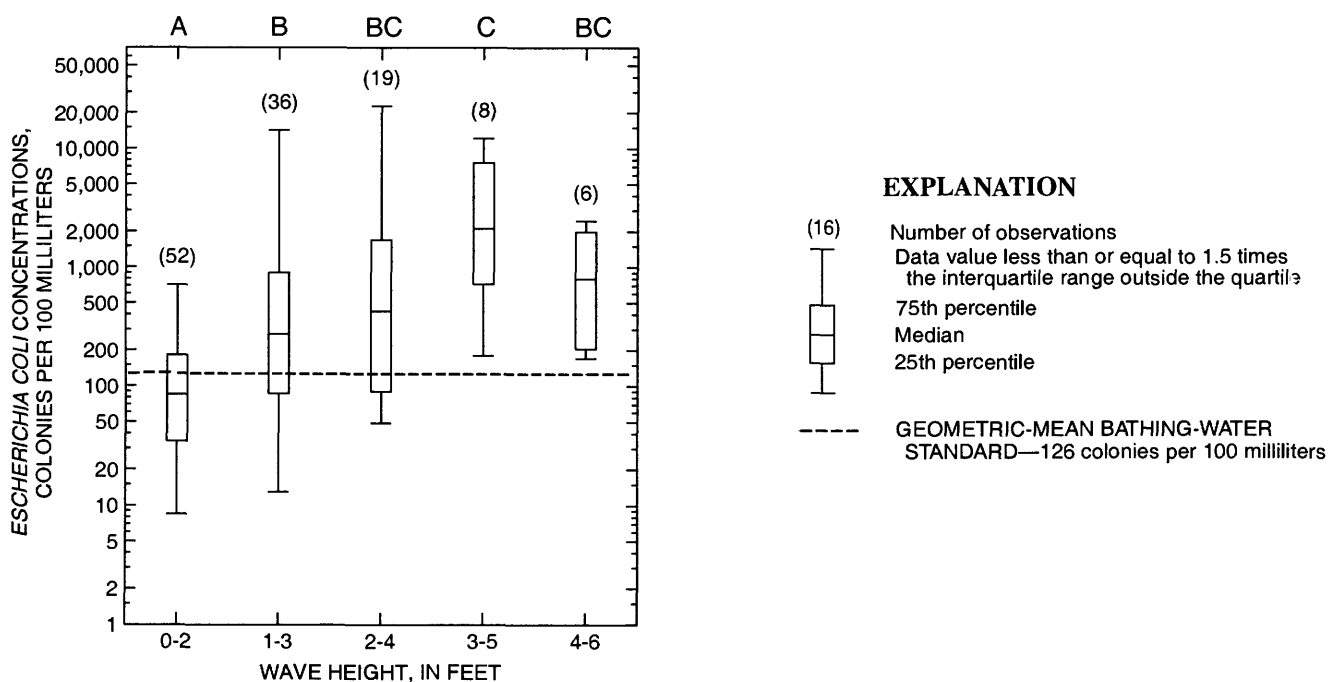 A B BC C BC
ESCHERICHIA COLI CONCENTRATIONS,
COLONIES PER 100 MILLILITERS
50,000
20,000
10,000
5,000
2,000
1,000
500
200
100
50
20
10
5
2
1
(52)
(36)
(19)
(8)
(6)
0-2 1-3 2-4 3-5 4-6
WAVE HEIGHT, IN FEET
EXPLANATION
(16) Number of observations
Data value less than or equal to 1.5 times
the interquartile range outside the quartile
75th percentile
Median
25th percentile
GEOMETRIC-MEAN BATHING-WATER
STANDARD—126 colonies per 100 milliliters